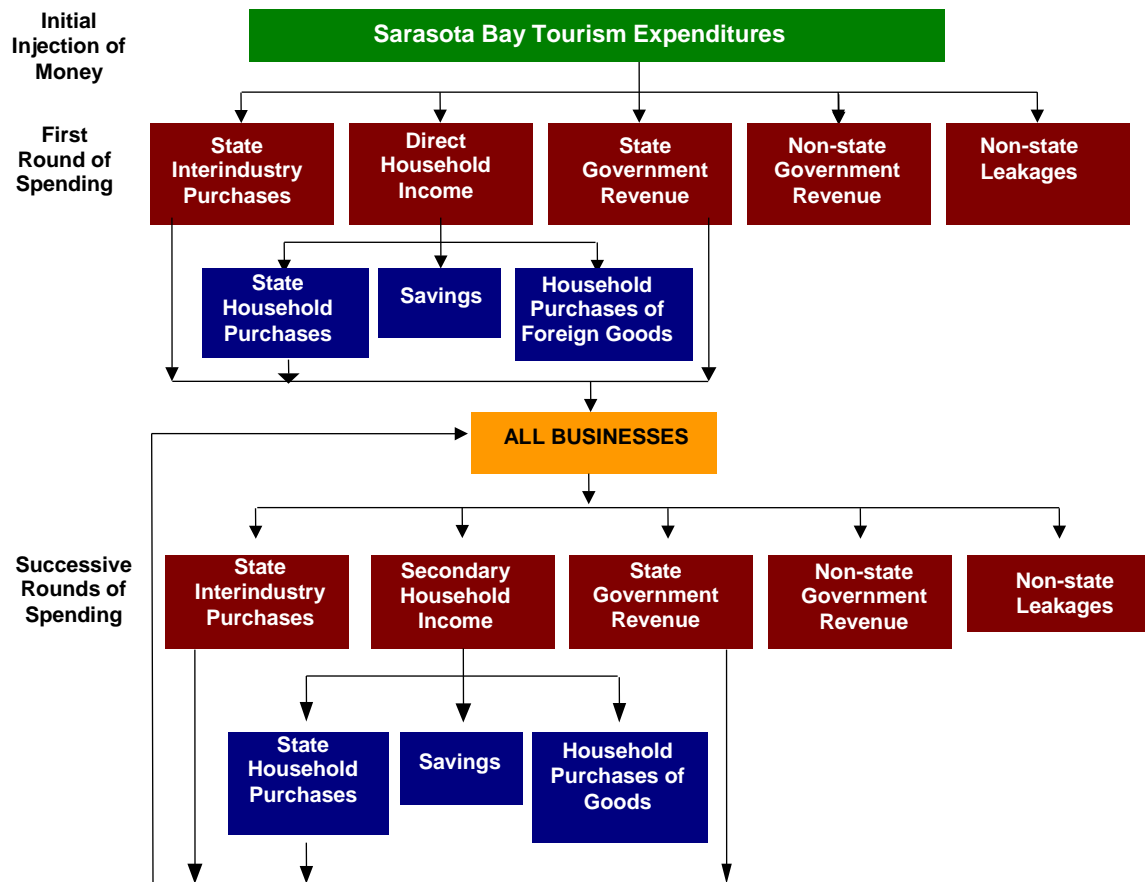 Initial
Injection of
Money
Sarasota Bay Tourism Expenditures
First
Round of
Spending
State
Interindustry
Purchases
Direct
Household
Income
State
Government
Revenue
Non-state
Government
Revenue
Non-state
Leakages
State
Household
Purchases
Savings
Household
Purchases of
Foreign Goods
ALL BUSINESSES
Successive
Rounds of
Spending
State
Interindustry
Purchases
Secondary
Household
Income
State
Government
Revenue
Non-state
Government
Revenue
Non-state
Leakages
State
Household
Purchases
Savings
Household
Purchases of
Goods